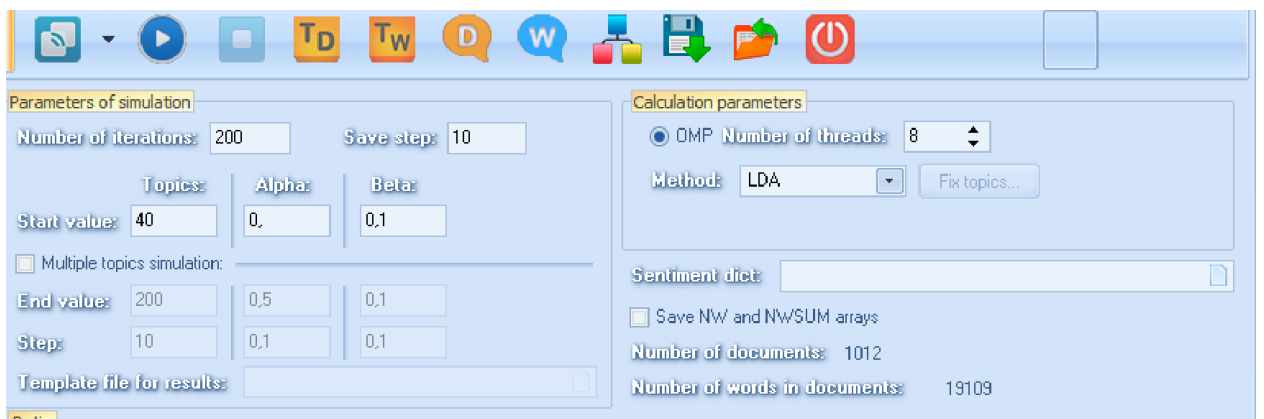 TD TW D W
Parameters of simulation
Number of iterations: 200 Save step: 10
Topics: Alpha: Beta:
Start value: 40 0, 0,1
Multiple topics simulation:
End value: 200 0,5 0,1
Step: 10 0,1 0,1
Template file for results:
Calculation parameters
OMP Number of threads: 8
Method: LDA Fix topics...
Sentiment dict:
Save NW and NWSUM arrays
Number of documents: 1012
Number of words in documents: 19109